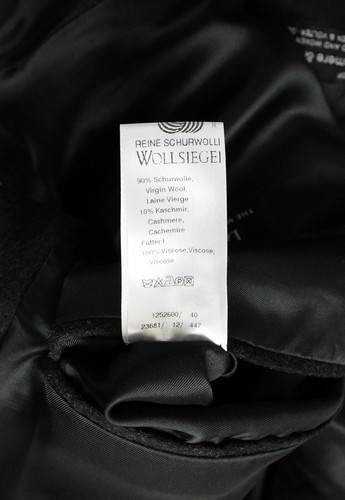 REINE SCHURWOLLE
WOLLSIEGEL
90% Schurwolle,
Virgin Wool,
Laine Vierge
10% Kaschmir,
Cashmere,
Cachemire
Futter I
100% Viskose, Viscose,
Viscose
1252600/ 40
23681/ 12/ 447